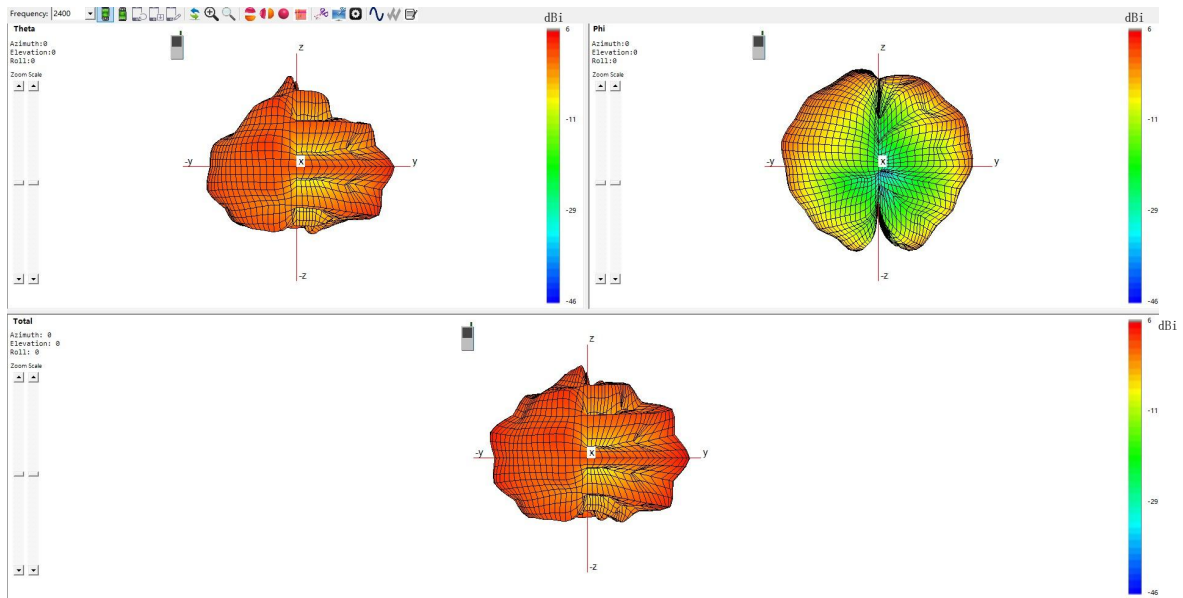 Frequency: 2400
dBi
dBi
Theta
Azimuth:0
Elevation:0
Roll:0
Zoom Scale
z
-y
x
y
-z
6
-11
-29
-46
Phi
Azimuth:0
Elevation:0
Roll:0
Zoom Scale
z
-y
x
y
-z
6
-11
-29
-46
Total
Azimuth: 0
Elevation: 0
Roll: 0
Zoom Scale
z
-y
x
y
-z
6
dBi
-11
-29
-46